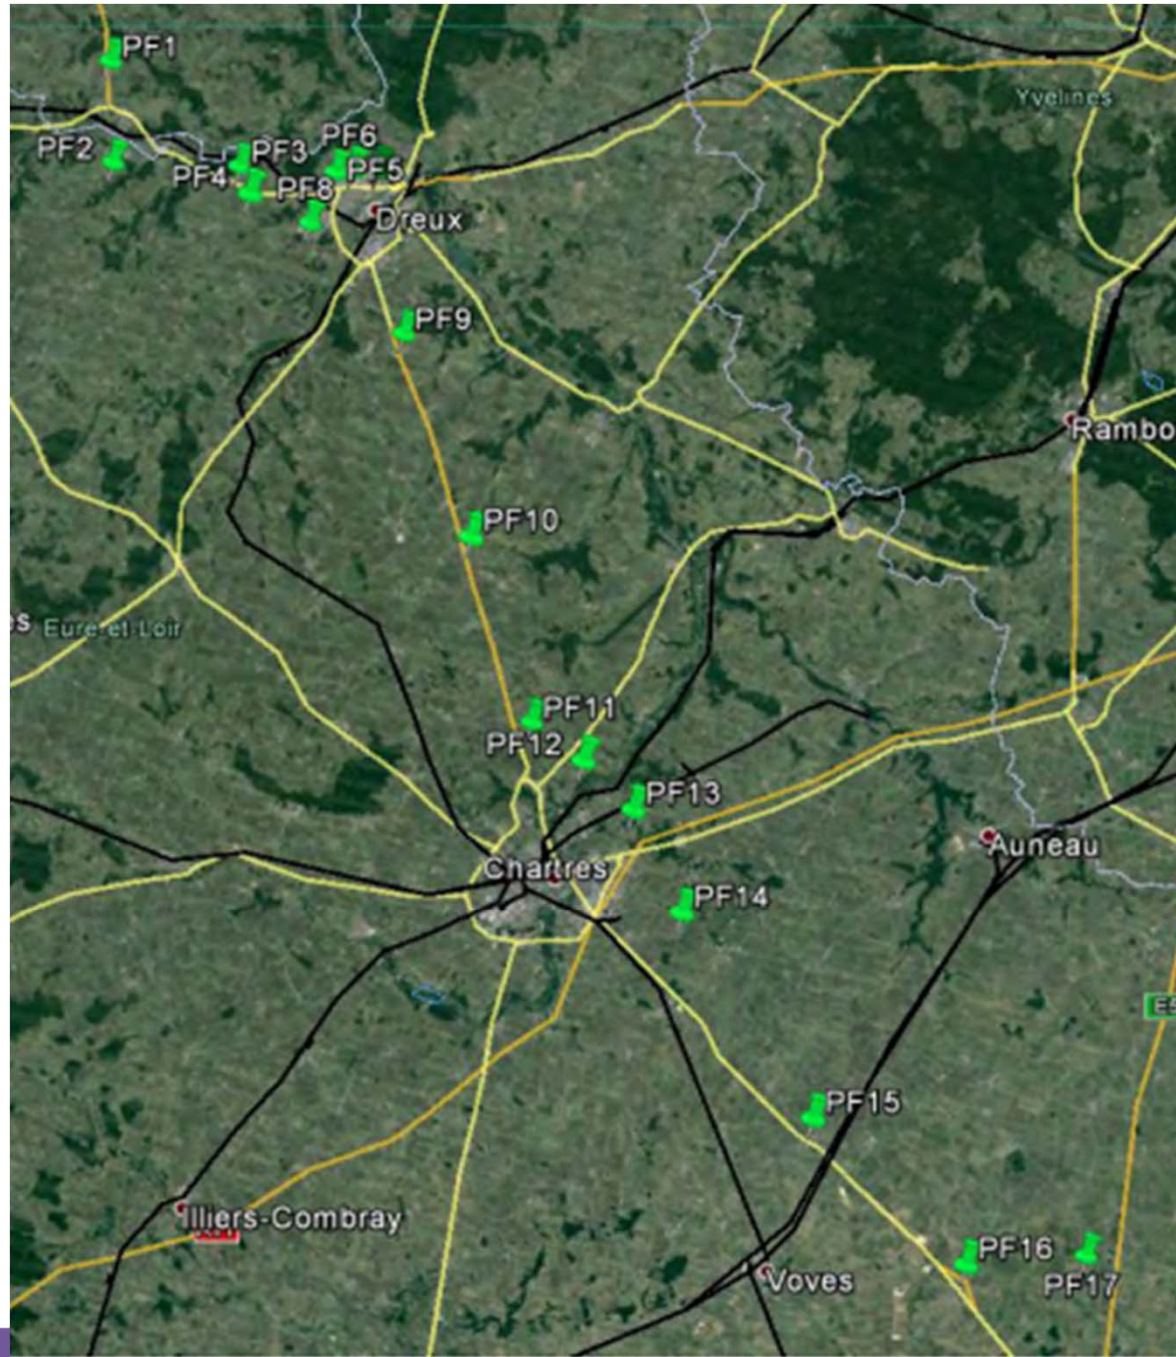 PF1
Yvelines
PF2
PF3
PF6
PF4
PF5
PF8
Dreux
PF9
Rambo
PF10
s
Eure-et-Loir
PF11
PF12
PF13
Auneau
Chartres
PF14
PF15
Illiers-Combray
PF16
Voves
PF17